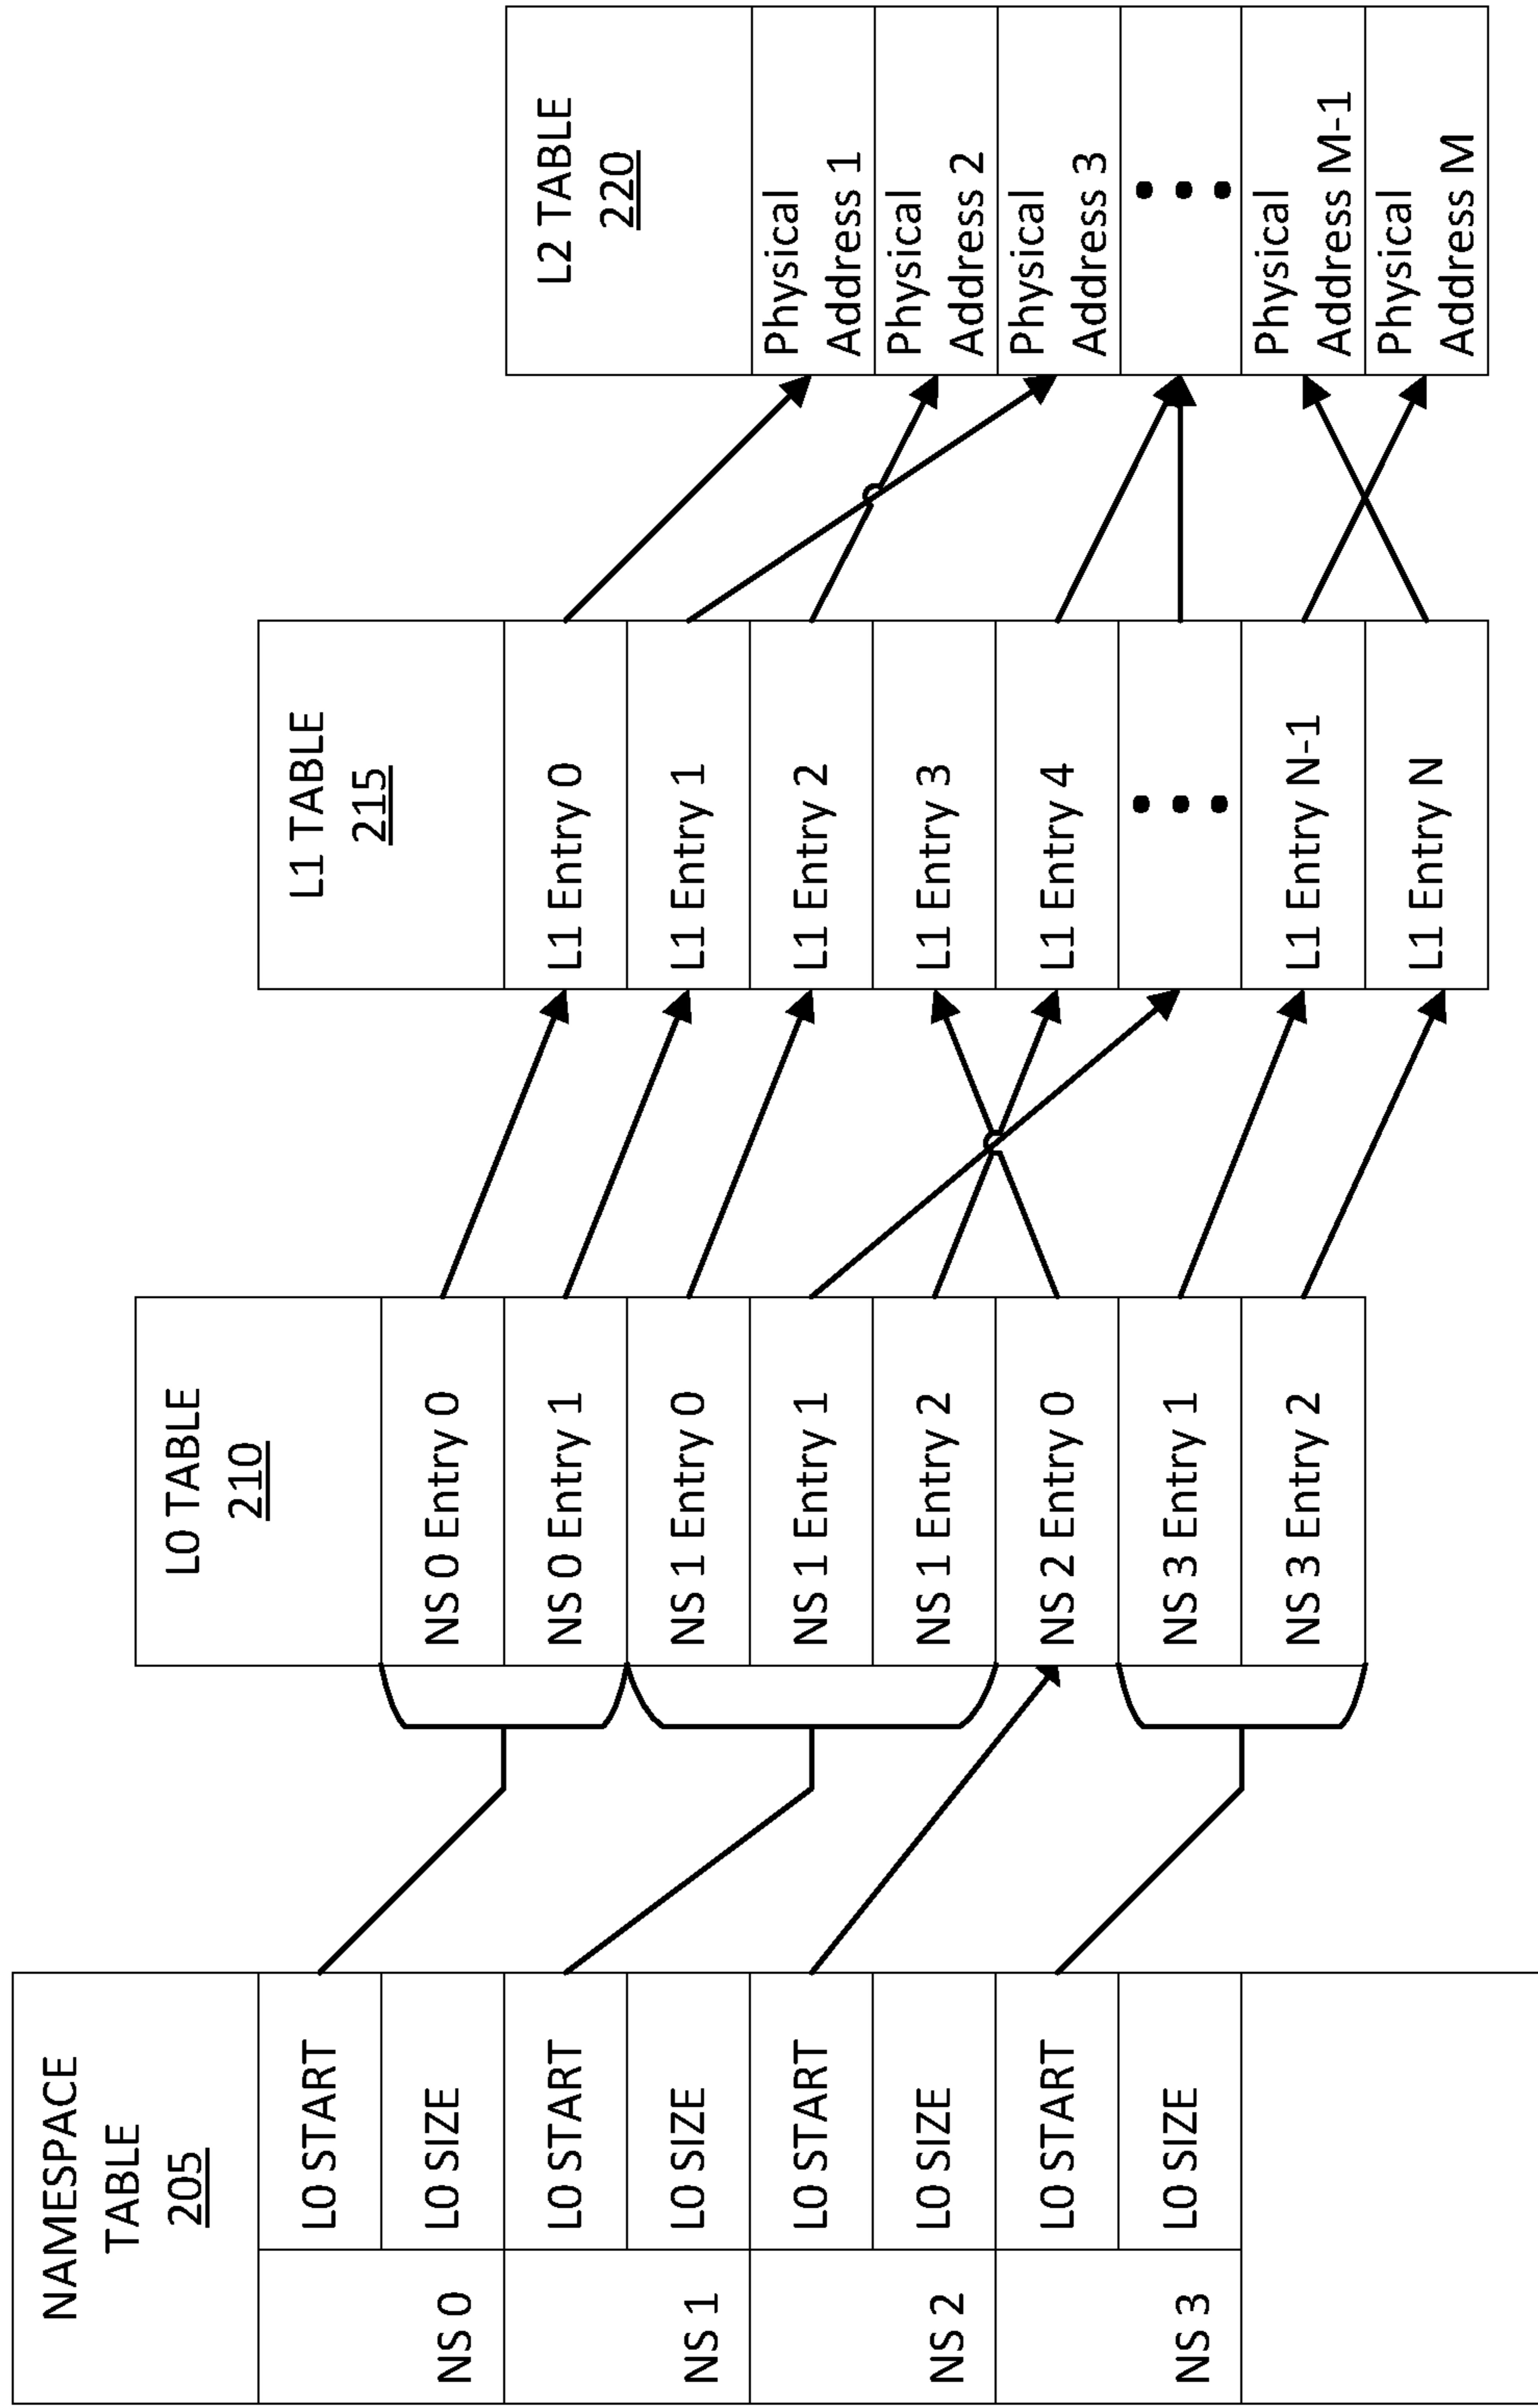 NAMESPACE
TABLE
205
NS 0
L0 START
L0 SIZE
NS 1
L0 START
L0 SIZE
NS 2
L0 START
L0 SIZE
NS 3
L0 START
L0 SIZE
L0 TABLE
210
NS 0 Entry 0
NS 0 Entry 1
NS 1 Entry 0
NS 1 Entry 1
NS 1 Entry 2
NS 2 Entry 0
NS 3 Entry 1
NS 3 Entry 2
L1 TABLE
215
L1 Entry 0
L1 Entry 1
L1 Entry 2
L1 Entry 3
L1 Entry 4
L1 Entry N-1
L1 Entry N
L2 TABLE
220
Physical
Address 1
Physical
Address 2
Physical
Address 3
Physical
Address M-1
Physical
Address M